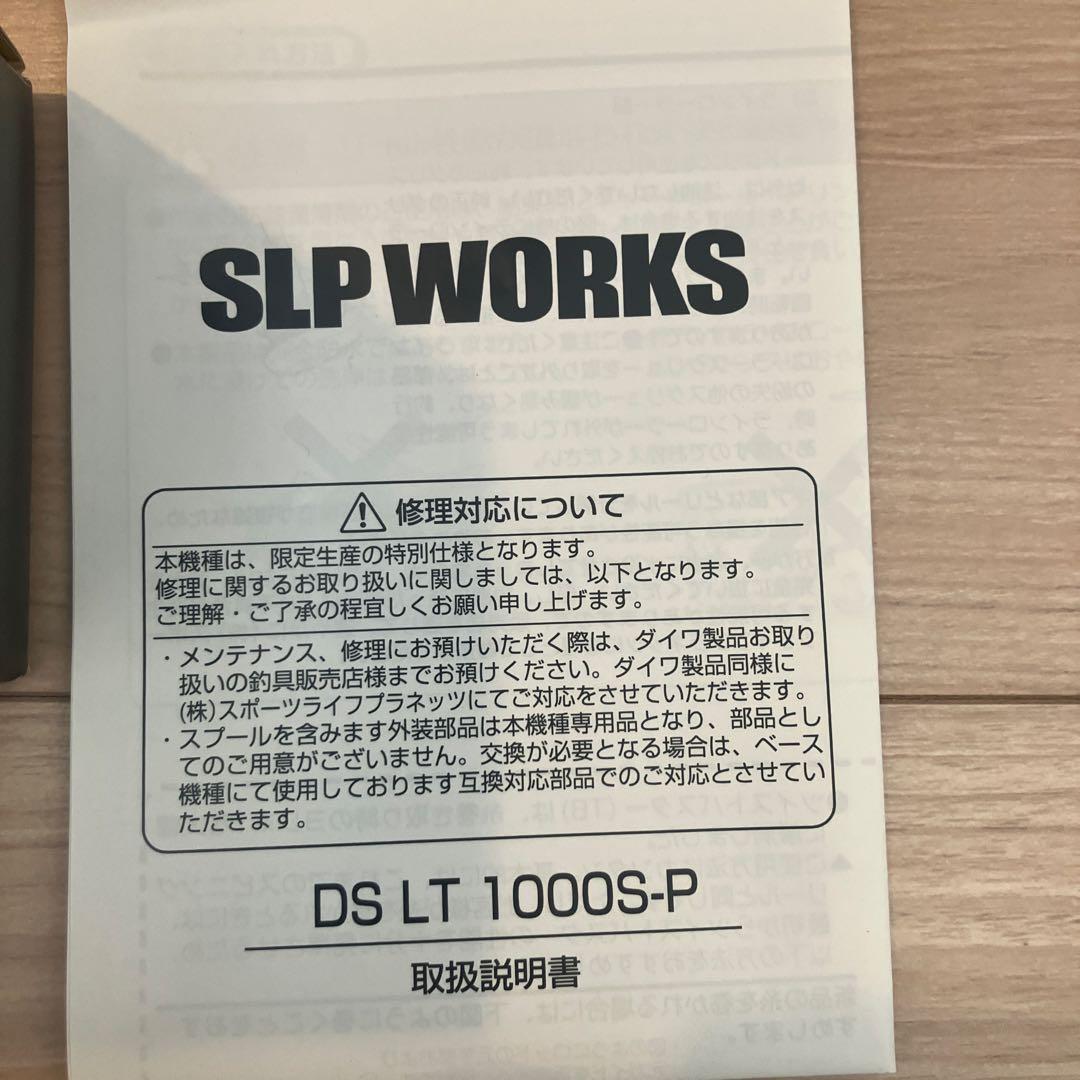 SLP WORKS
修理対応について
本機種は、限定生産の特別仕様となります。
修理に関するお取り扱いに関しましては、以下となります。
ご理解・ご了承の程宜しくお願い申し上げます。
・メンテナンス、修理にお預けいただく際は、ダイワ製品お取り
扱いの釣具販売店様までお預けください。ダイワ製品同様に
(株)スポーツライフプラネッツにてご対応をさせていただきます。
・スプールを含みます外装部品は本機種専用品となり、部品とし
てのご用意がございません。交換が必要となる場合は、ベース
機種にて使用しております互換対応部品でのご対応とさせてい
ただきます。
DS LT 1000S-P
取扱説明書